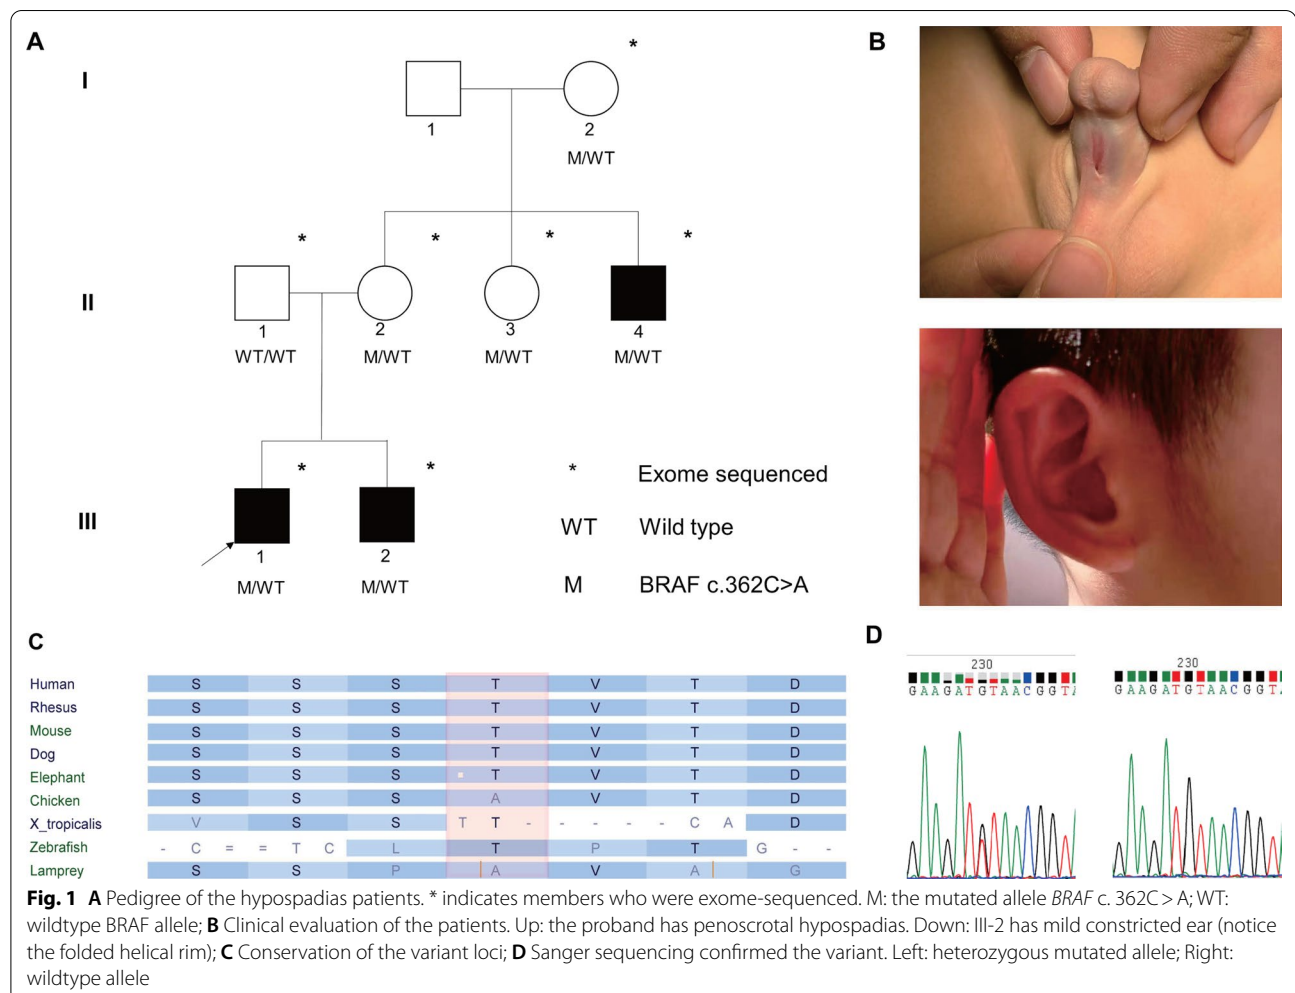 A
B
*
I
1
2
M/WT
*
*
*
*
II
1
2
3
4
WT/WT
M/WT
M/WT
M/WT
*
*
III
1
2
M/WT
M/WT
* Exome sequenced
WT Wild type
M BRAF c.362C>A
C
Human S S S T V T D
Rhesus S S S T V T D
Mouse S S S T V T D
Dog S S S T V T D
Elephant S S S T V T D
Chicken S S S A V T D
X_tropicalis V S S T T - - - - C A D
Zebrafish - C = = T C L T P T G - -
Lamprey S S P A V A G
D
230
GAAGATGTAACGGT
230
GAAGATGTAACGGT
Fig. 1 A Pedigree of the hypospadias patients. * indicates members who were exome-sequenced. M: the mutated allele BRAF c. 362C > A; WT:
wildtype BRAF allele; B Clinical evaluation of the patients. Up: the proband has penoscrotal hypospadias. Down: III-2 has mild constricted ear (notice
the folded helical rim); C Conservation of the variant loci; D Sanger sequencing confirmed the variant. Left: heterozygous mutated allele; Right:
wildtype allele